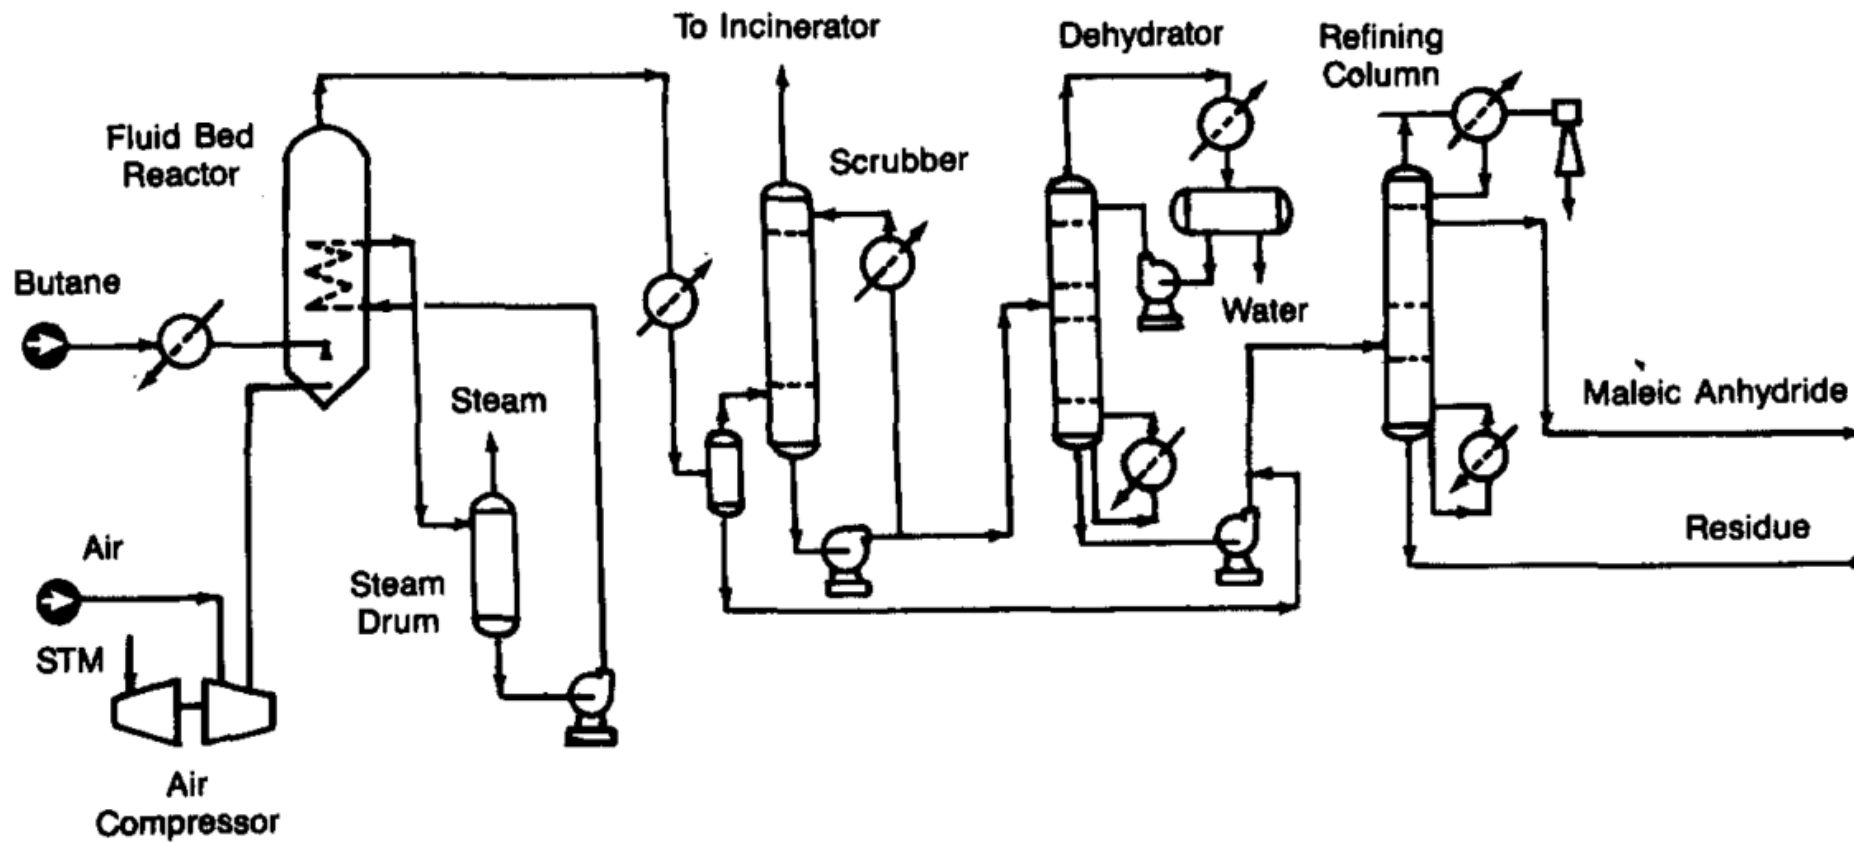 To Incinerator
Dehydrator
Refining
Column
Fluid Bed
Reactor
Scrubber
Butane
Water
Steam
Maleic Anhydride
Air
Steam
Drum
Residue
STM
Air
Compressor